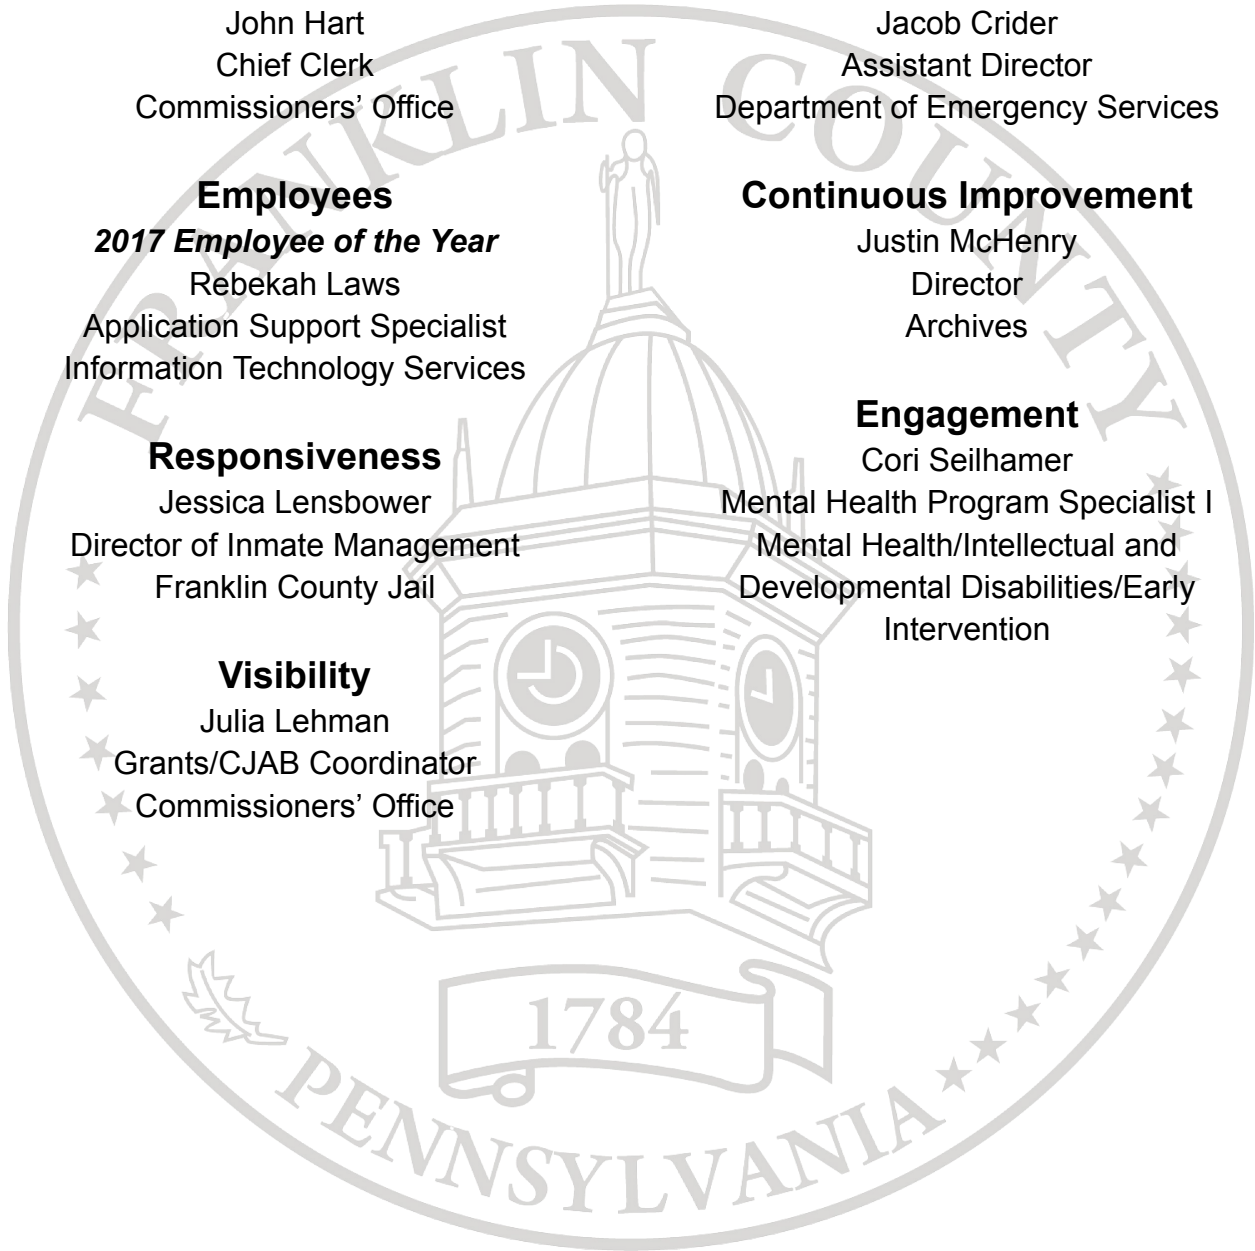 John Hart
Chief Clerk
Commissioners’ Office
Employees
2017 Employee of the Year
Rebekah Laws
Application Support Specialist
Information Technology Services
Responsiveness
Jessica Lensbower
Director of Inmate Management
Franklin County Jail
Visibility
Julia Lehman
Grants/CJAB Coordinator
Commissioners’ Office
Jacob Crider
Assistant Director
Department of Emergency Services
Continuous Improvement
Justin McHenry
Director
Archives
Engagement
Cori Seilhamer
Mental Health Program Specialist I
Mental Health/Intellectual and
Developmental Disabilities/Early
Intervention
FRANKLIN COUNTY
1784
PENNSYLVANIA